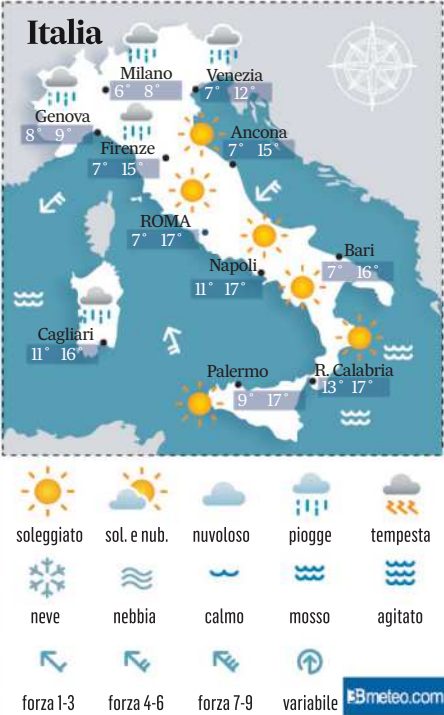 Italia
Milano
6° 8°
Venezia
7° 12°
Genova
8° 9°
Firenze
7° 15°
Ancona
7° 15°
ROMA
7° 17°
Napoli
11° 17°
Bari
7° 16°
Cagliari
11° 16°
Palermo
9° 17°
R. Calabria
13° 17°
soleggiato sol. e nub. nuvoloso piogge tempesta
neve nebbia calmo mosso agitato
forza 1-3 forza 4-6 forza 7-9 variabile
3Bmeteo.com